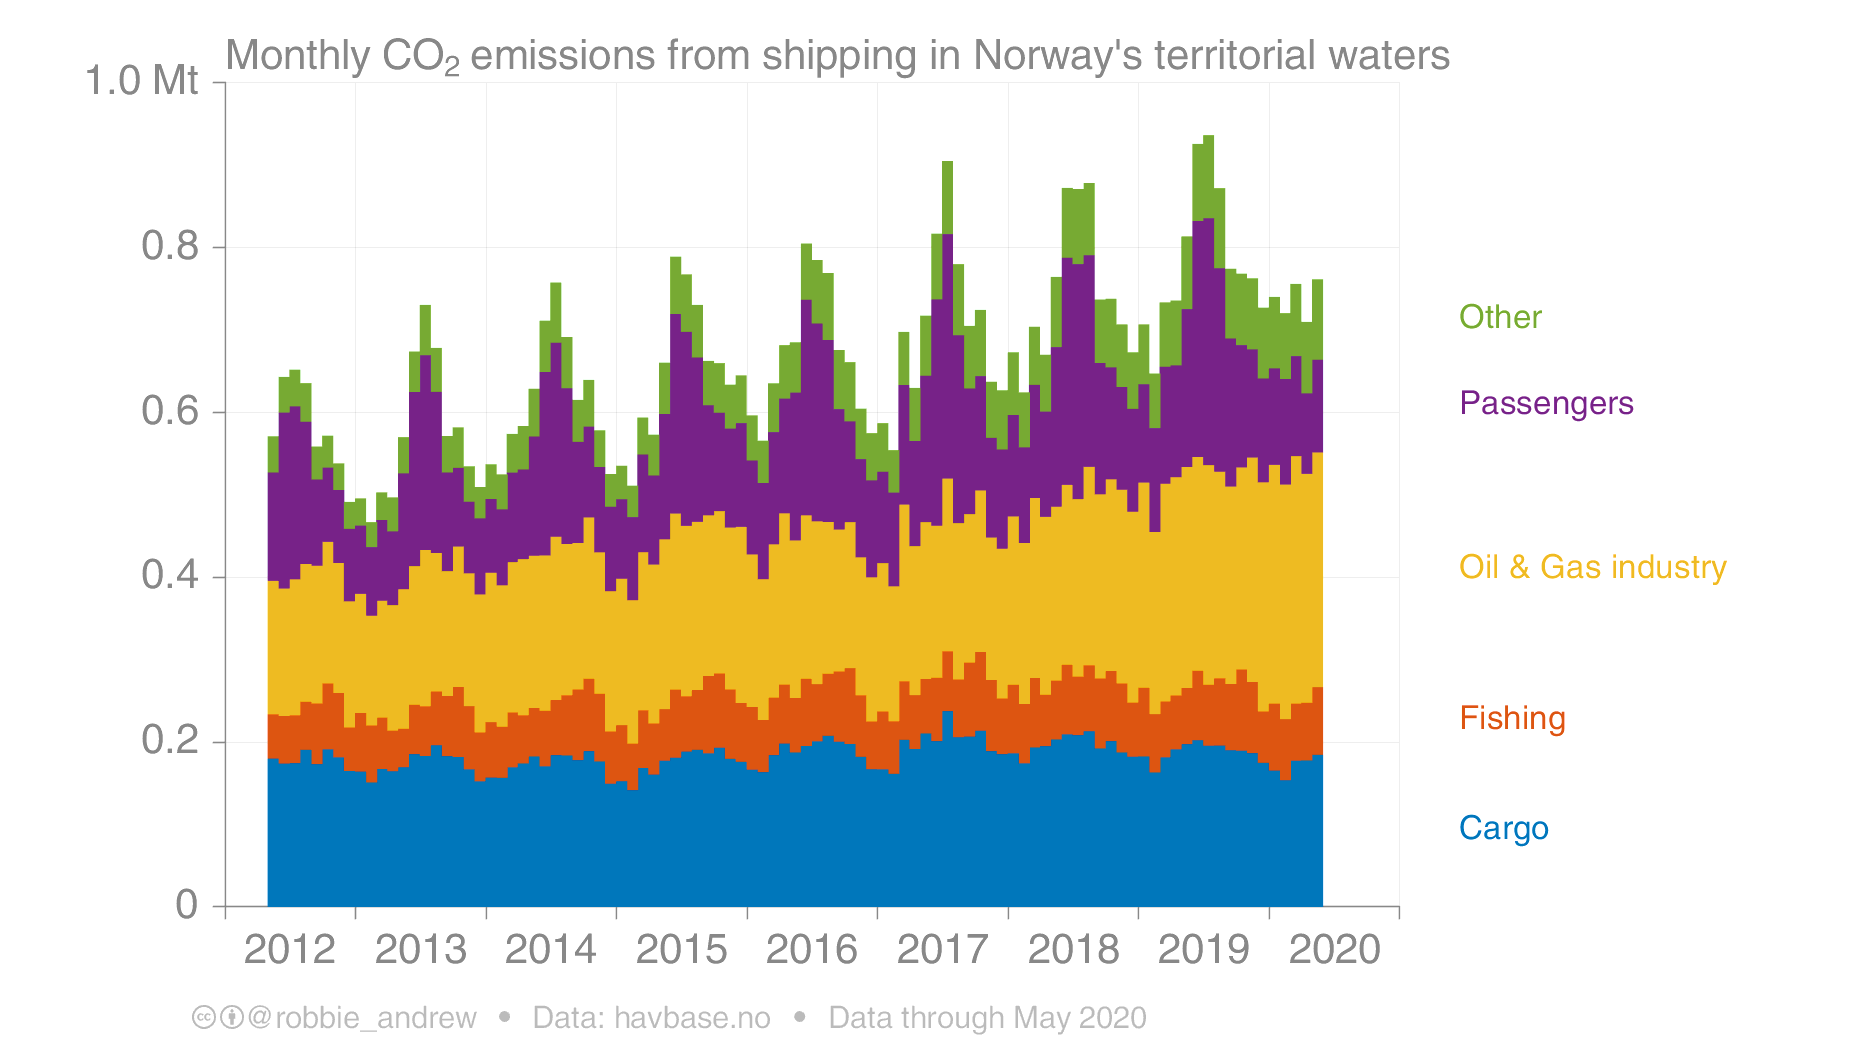 Monthly CO₂ emissions from shipping in Norway's territorial waters
1.0 Mt
0.8
0.6
0.4
0.2
0
2012 2013 2014 2015 2016 2017 2018 2019 2020
Other
Passengers
Oil & Gas industry
Fishing
Cargo
cc @robbie_andrew • Data: havbase.no • Data through May 2020